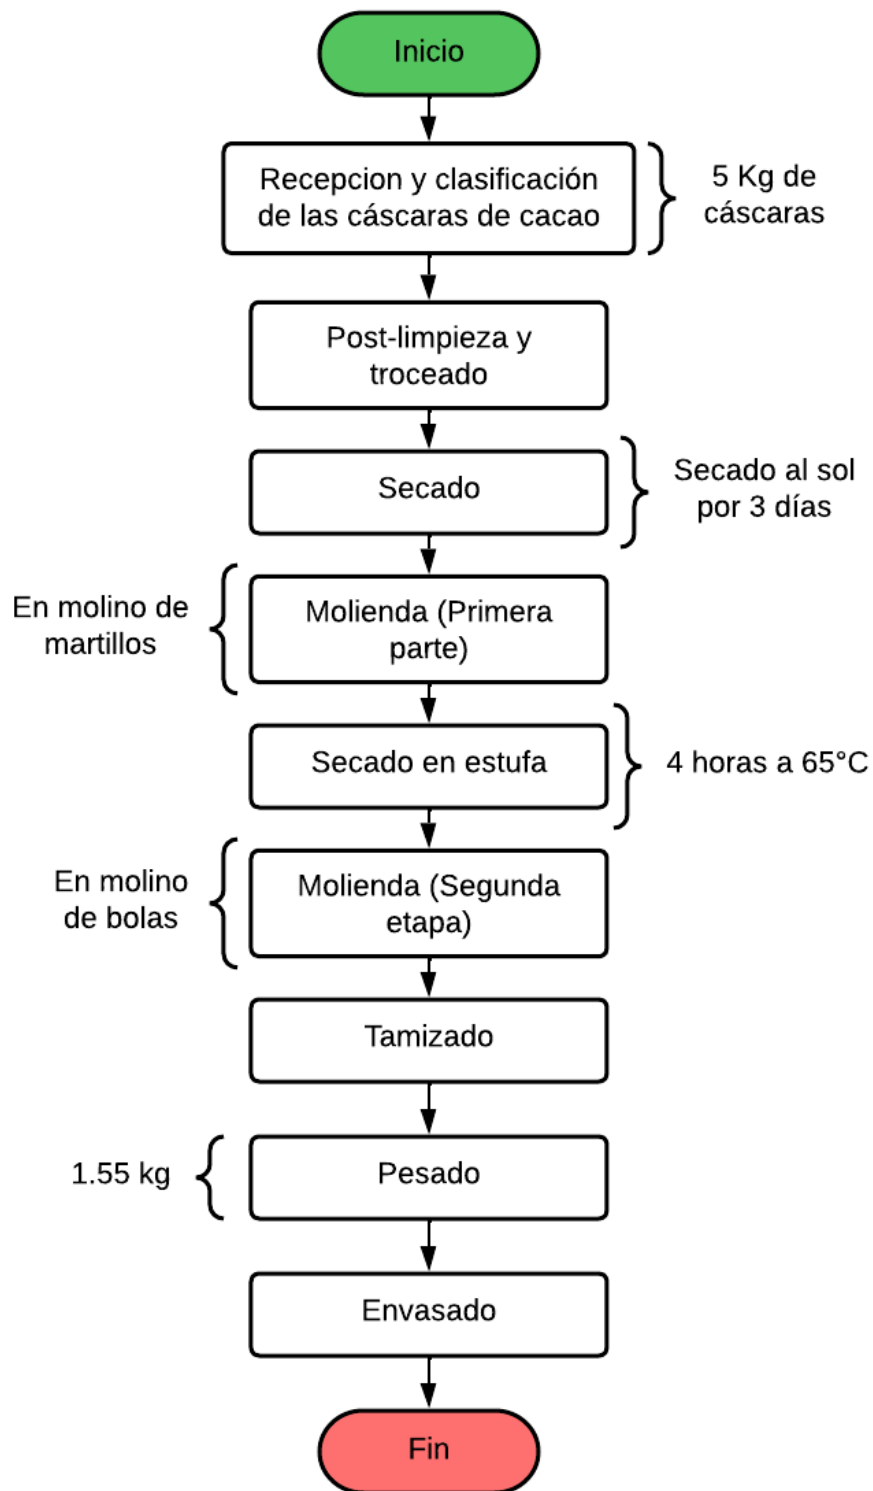 Inicio
Recepcion y clasificación
de las cáscaras de cacao
5 Kg de
cáscaras
Post-limpieza y
troceado
Secado
Secado al sol
por 3 días
En molino de
martillos
Molienda (Primera
parte)
Secado en estufa
4 horas a 65°C
En molino
de bolas
Molienda (Segunda
etapa)
Tamizado
1.55 kg
Pesado
Envasado
Fin